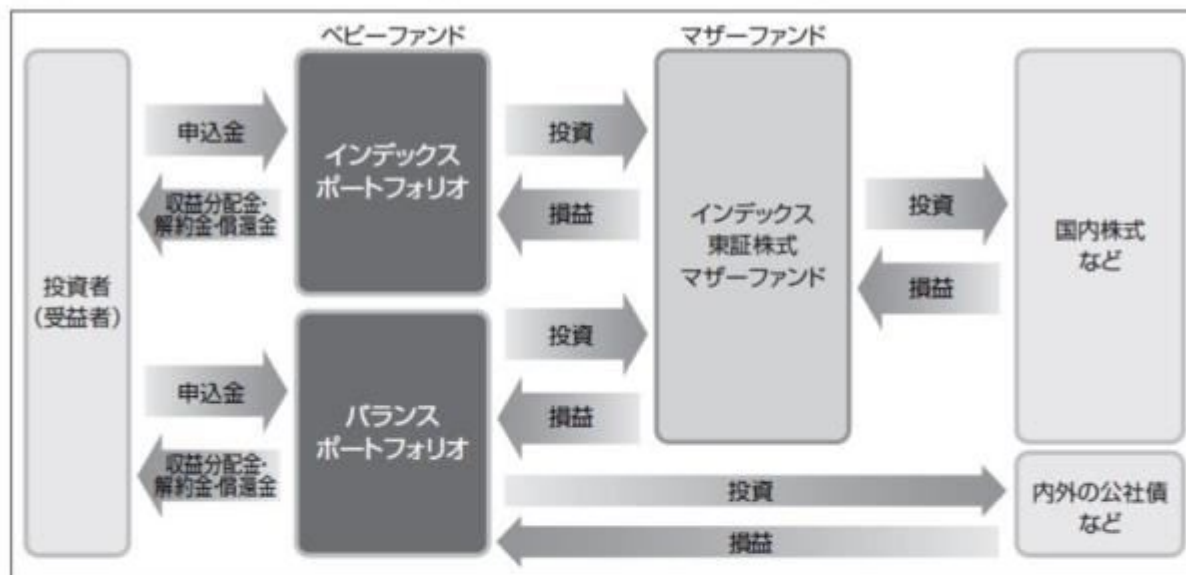 ベビーファンド
マザーファンド
投資者
(受益者)
申込金
収益分配金・
解約金・償還金
インデックス
ポートフォリオ
投資
損益
申込金
収益分配金・
解約金・償還金
バランス
ポートフォリオ
投資
損益
インデックス
東証株式
マザーファンド
投資
損益
国内株式
など
投資
損益
内外の公社債
など